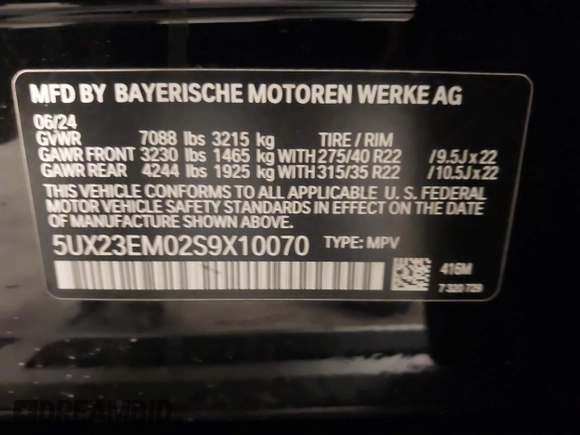 MFD BY BAYERISCHE MOTOREN WERKE AG
06/24
GVWR 7088 lbs 3215 kg TIRE / RIM
GAWR FRONT 3230 lbs 1465 kg WITH 275/40 R22 /9.5J x 22
GAWR REAR 4244 lbs 1925 kg WITH 315/35 R22 /10.5J x 22
THIS VEHICLE CONFORMS TO ALL APPLICABLE U. S. FEDERAL
MOTOR VEHICLE SAFETY STANDARDS IN EFFECT ON THE DATE OF
MANUFACTURE SHOWN ABOVE.
5UX23EM02S9X10070 TYPE: MPV
416M
7 320 739
DREAMBID